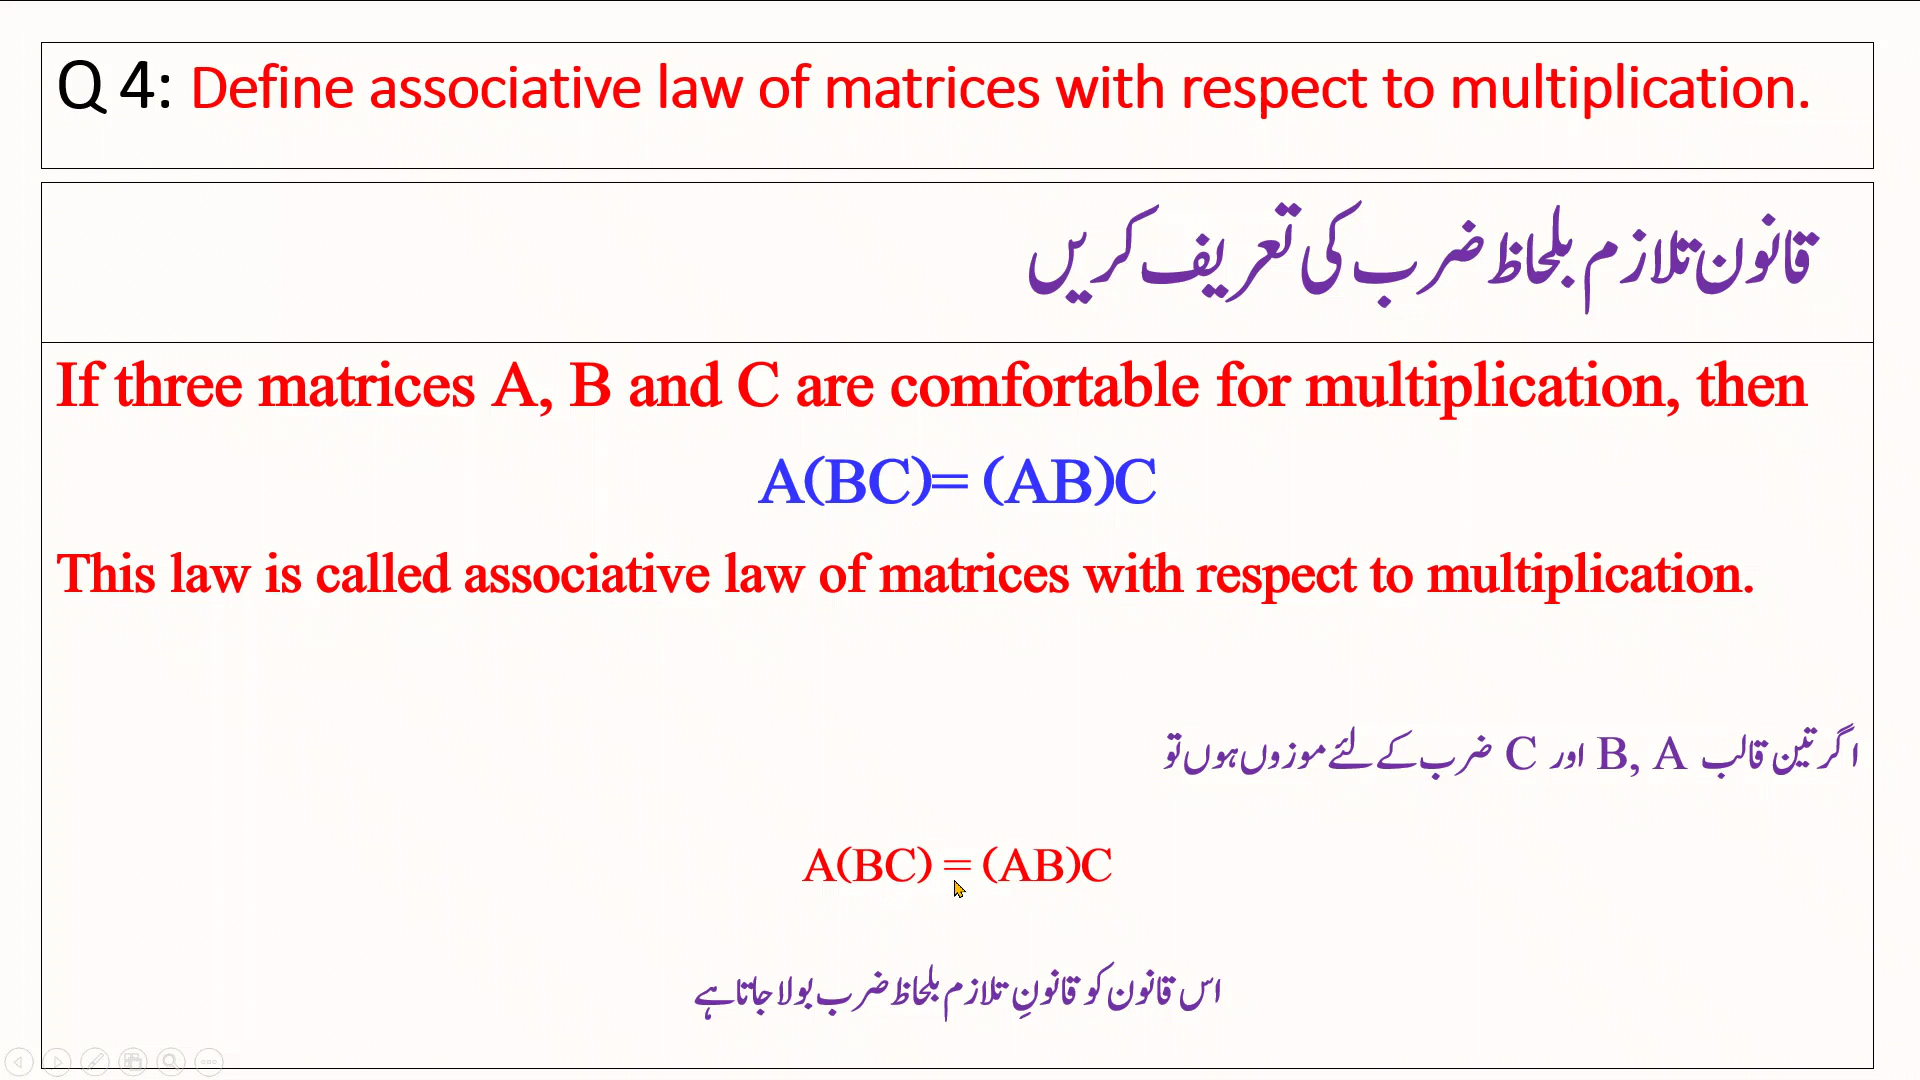 Q 4: Define associative law of matrices with respect to multiplication.
قانون تلازم بلحاظ ضرب کی تعریف کریں
If three matrices A, B and C are comfortable for multiplication, then
A(BC)= (AB)C
This law is called associative law of matrices with respect to multiplication.
اگر تین قالب B, A اور C ضرب کے لئے موزوں ہوں تو
A(BC) = (AB)C
اس قانون کو قانونِ تلازم بلحاظ ضرب بولا جاتا ہے